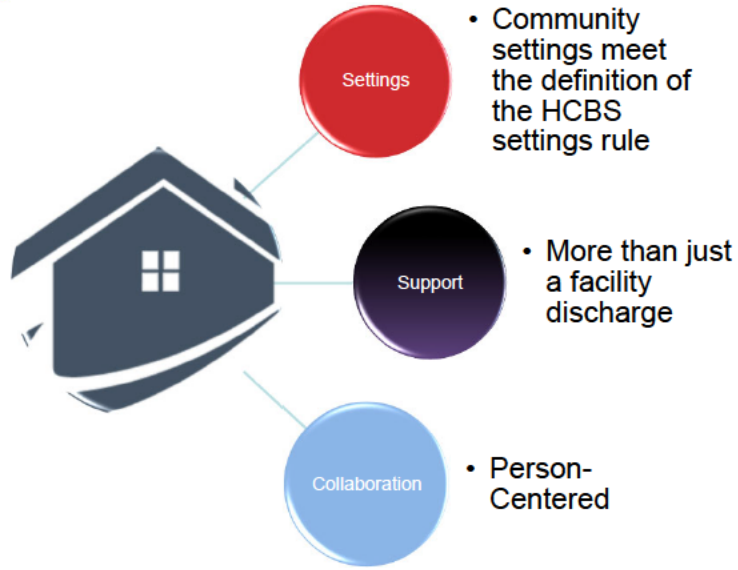 Settings
• Community
settings meet
the definition of
the HCBS
settings rule
Support
• More than just
a facility
discharge
Collaboration
• Person-
Centered